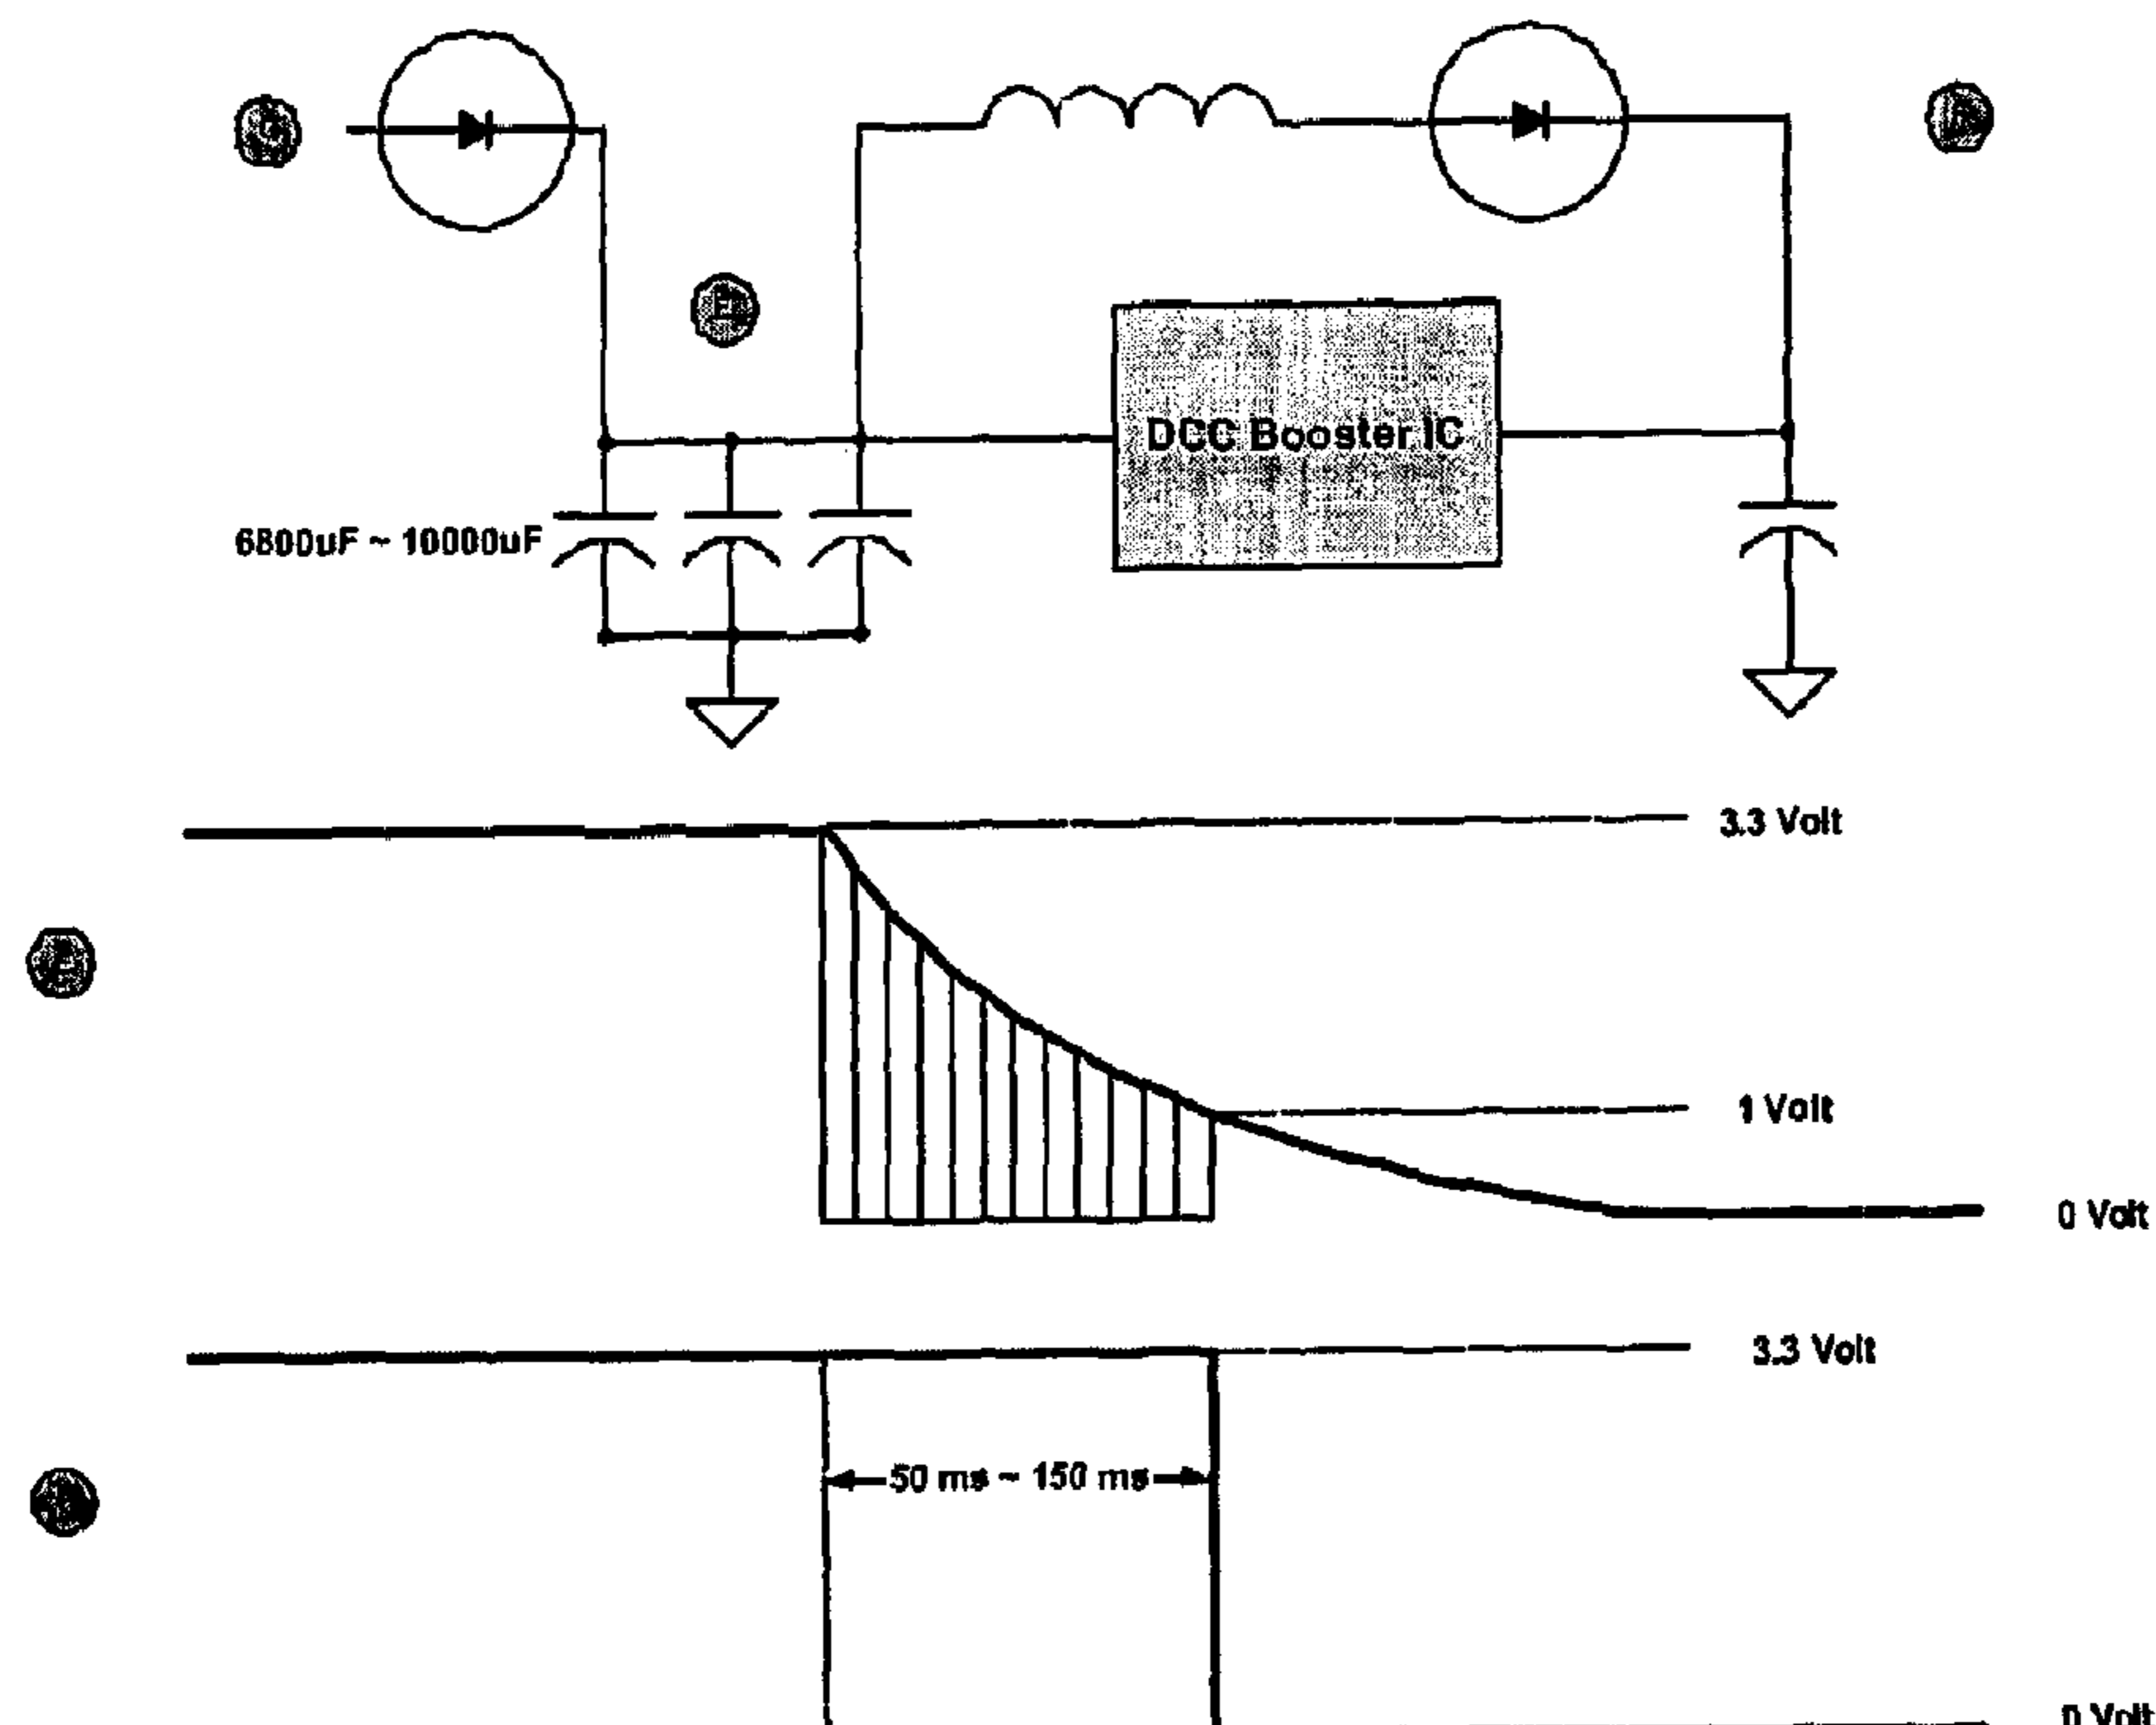 DCC Booster IC
6800uF ~ 10000uF
3.3 Volt
1 Volt
0 Volt
3.3 Volt
50 ms ~ 150 ms
0 Volt